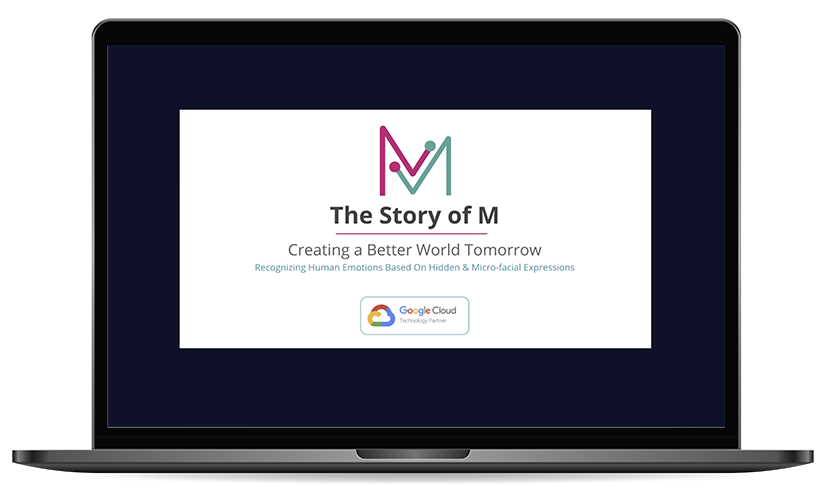 The Story of M
Creating a Better World Tomorrow
Recognizing Human Emotions Based On Hidden & Micro-facial Expressions
Google Cloud
Technology Partner